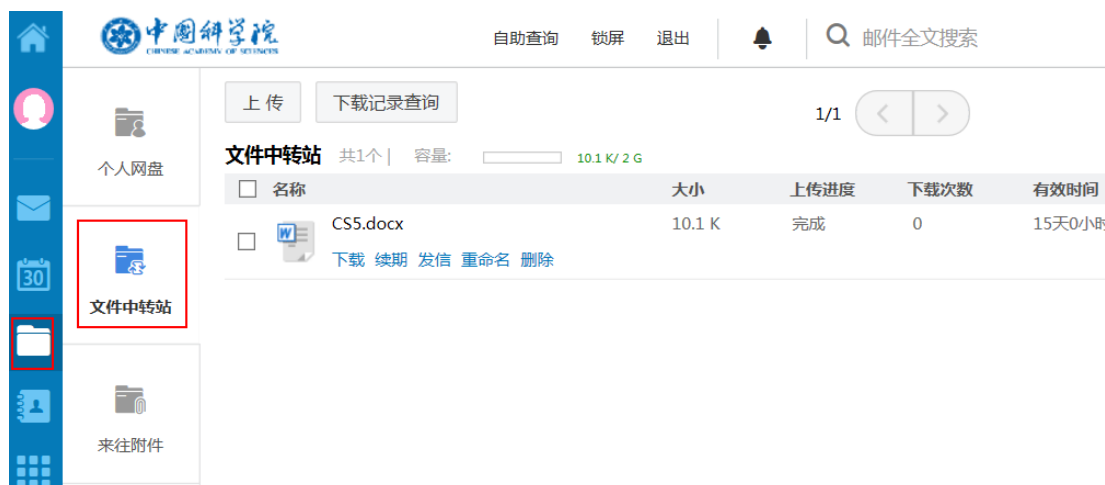 中国科学院
CHINESE ACADEMY OF SCIENCES
自助查询 锁屏 退出 邮件全文搜索
上 传 下载记录查询 1/1
个人网盘
文件中转站 共1个 | 容量: 10.1 K/ 2 G
名称 大小 上传进度 下载次数 有效时间
W CS5.docx 10.1 K 完成 0 15天0小时
下载 续期 发信 重命名 删除
30
文件中转站
来往附件